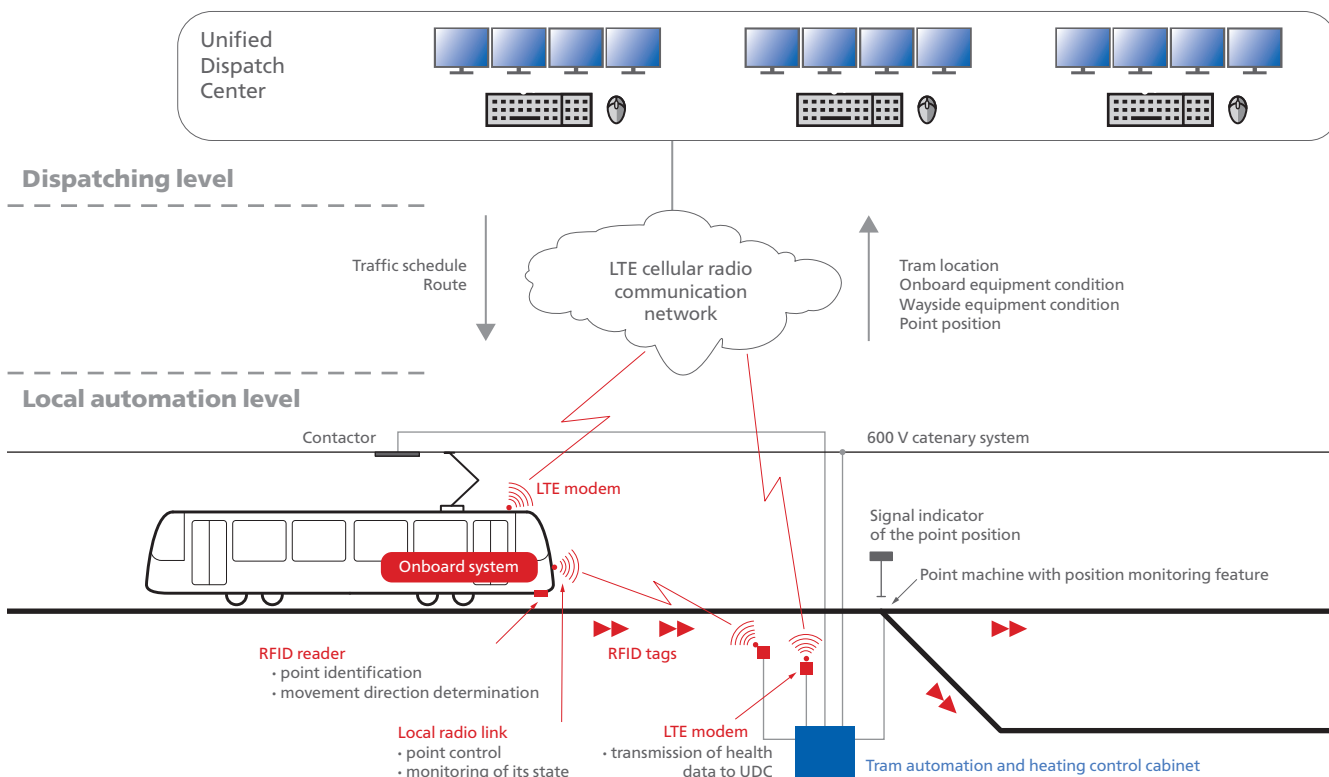 Unified
Dispatch
Center
Dispatching level
Traffic schedule
Route
LTE cellular radio
communication
network
Tram location
Onboard equipment condition
Wayside equipment condition
Point position
Local automation level
Contactor
600 V catenary system
LTE modem
Signal indicator
of the point position
Onboard system
Point machine with position monitoring feature
RFID reader
· point identification
· movement direction determination
RFID tags
Local radio link
· point control
· monitoring of its state
LTE modem
· transmission of health
data to UDC
Tram automation and heating control cabinet